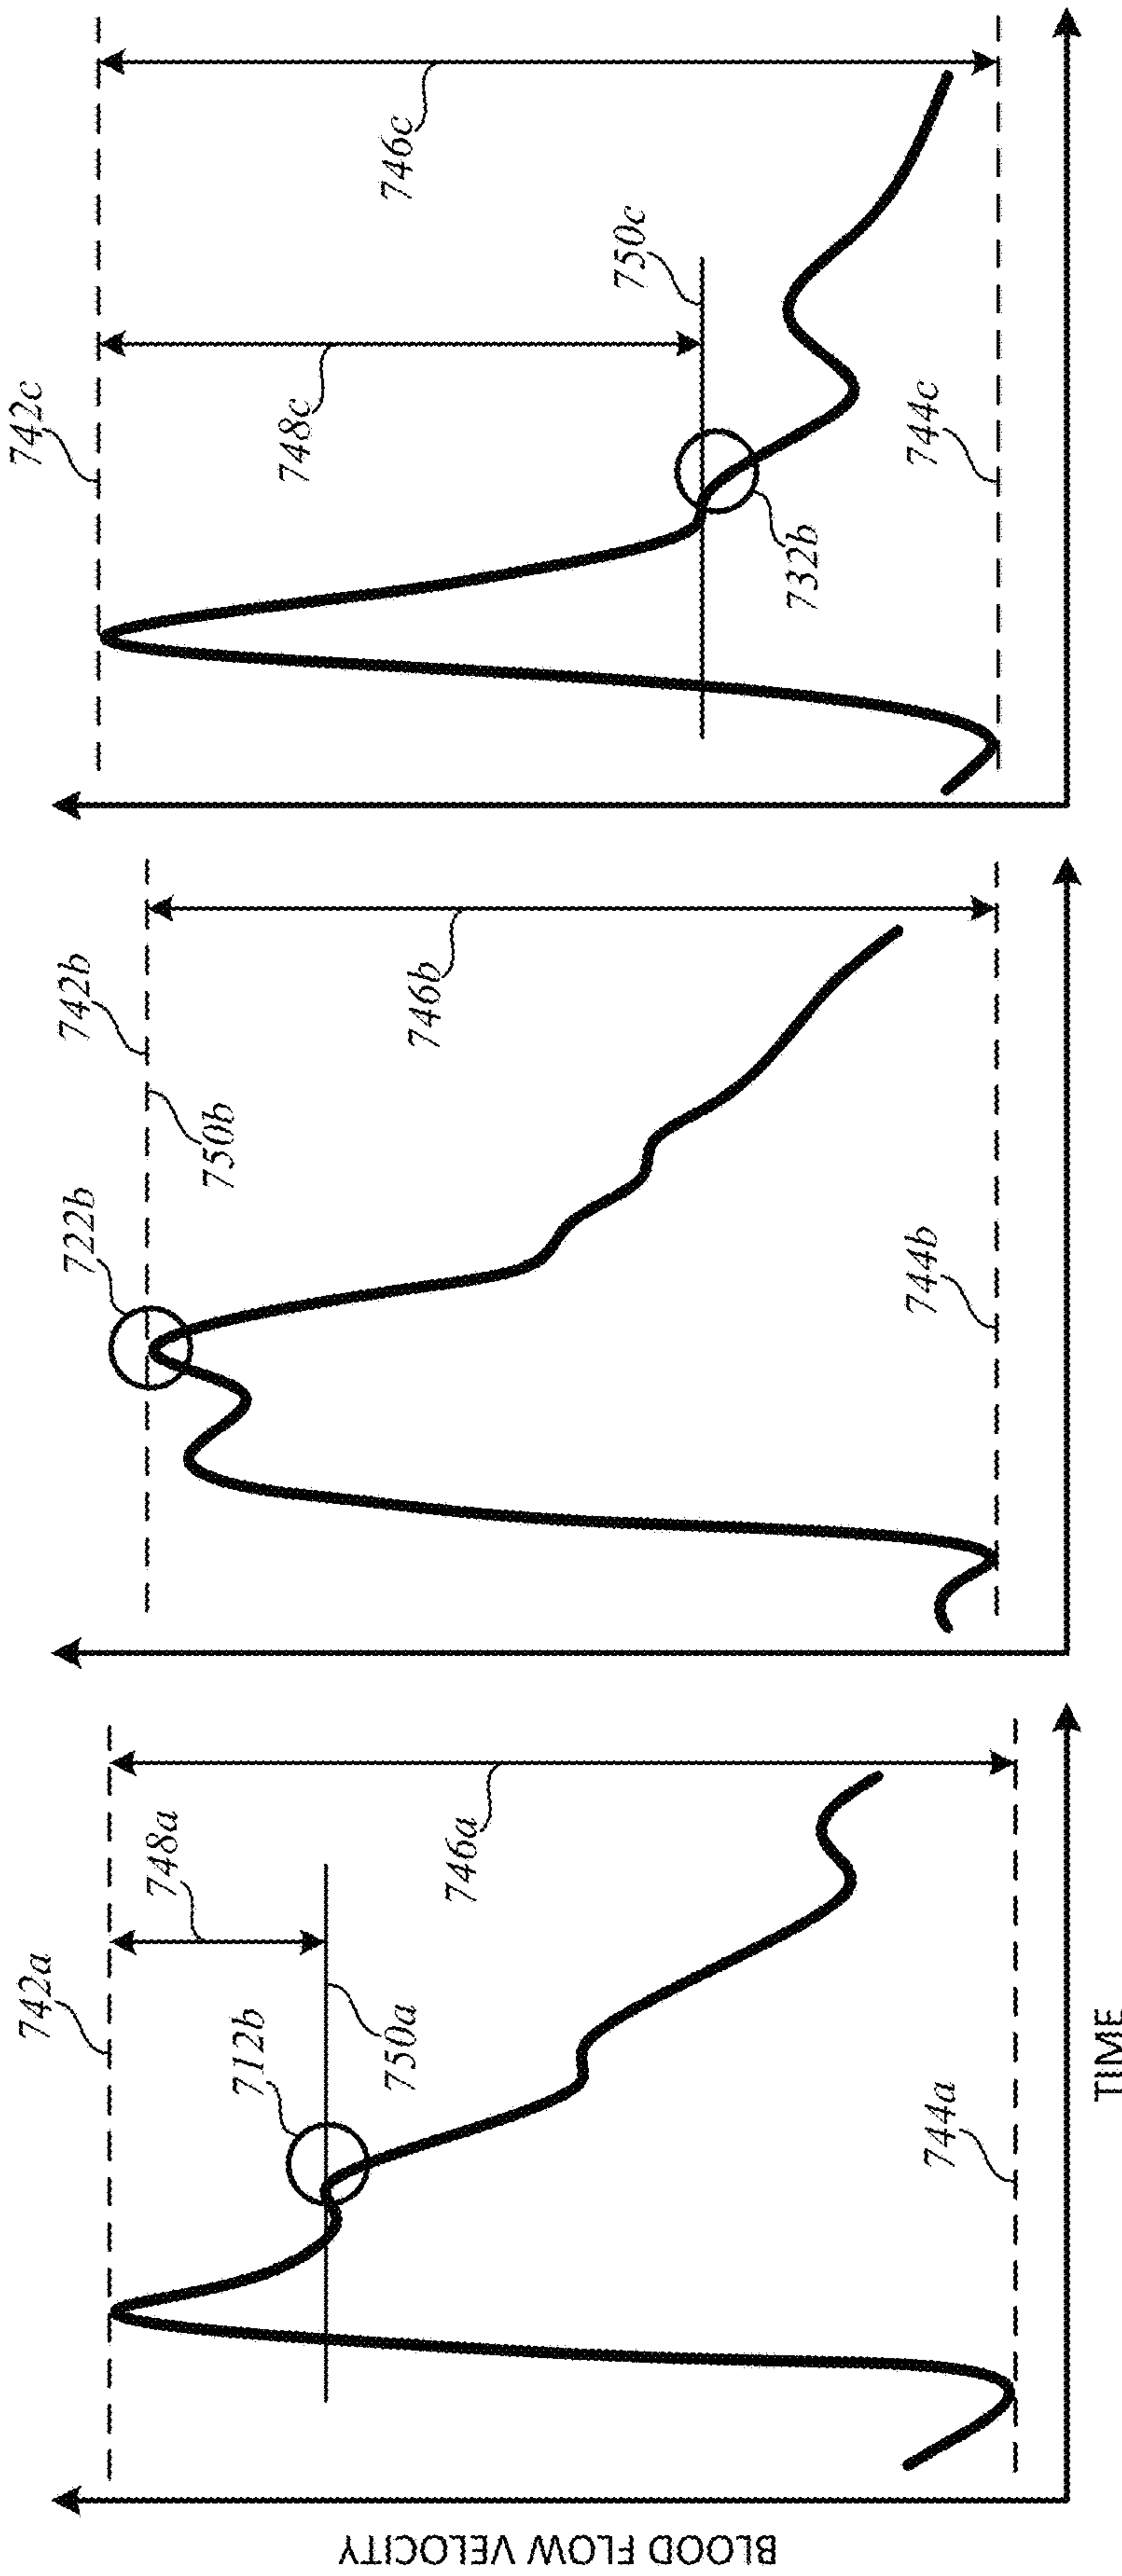 BLOOD FLOW VELOCITY
742a
748a
712b
750a
746a
744a
TIME
742b
750b
722b
746b
744b
742c
748c
746c
750c
732b
744c